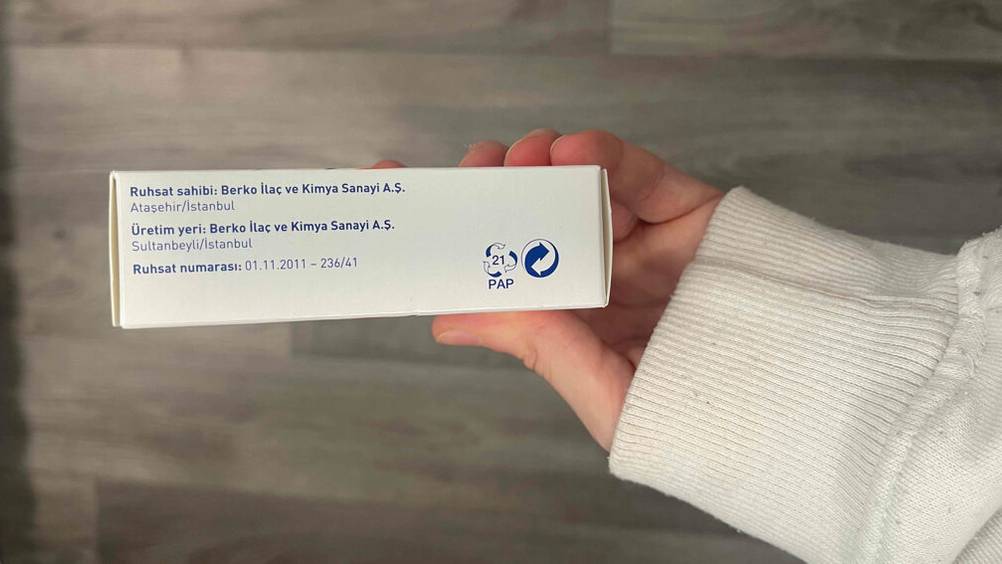 Ruhsat sahibi: Berko İlaç ve Kimya Sanayi A.Ş.
Ataşehir/İstanbul
Üretim yeri: Berko İlaç ve Kimya Sanayi A.Ş.
Sultanbeyli/İstanbul
Ruhsat numarası: 01.11.2011 – 236/41
21
PAP